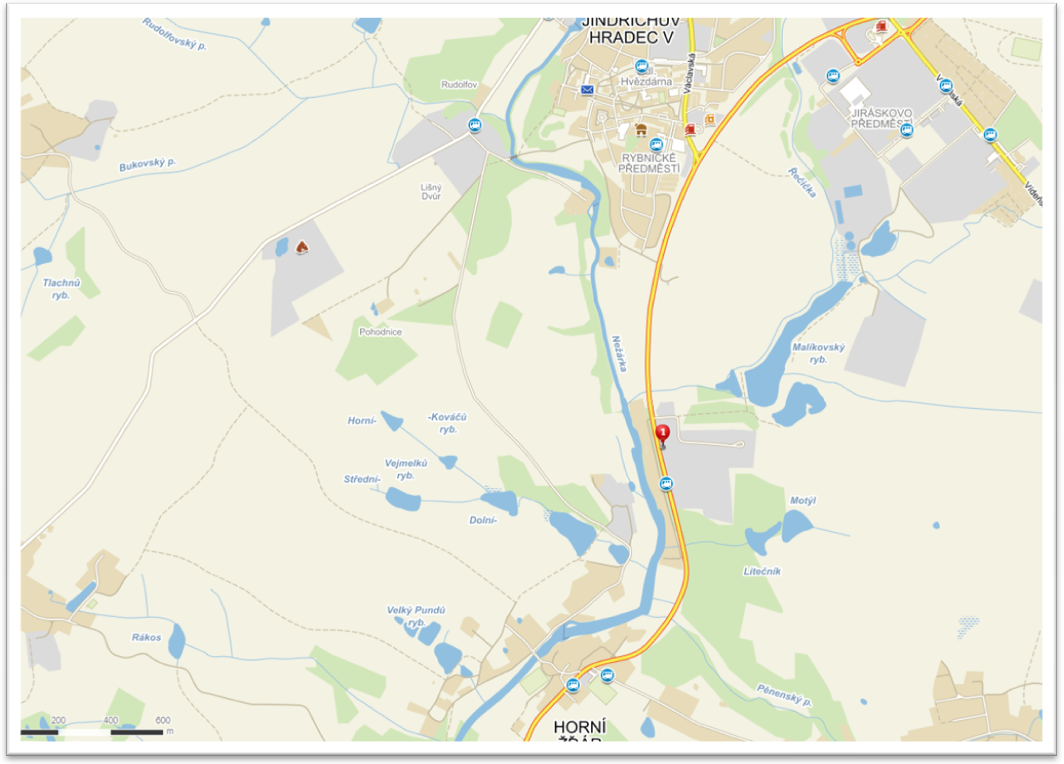 JINDŘICHŮV
HRADEC V
Rudolfovský p.
Rudolfov
Hvězdárna
Václavská
JIRÁSKOVO
PŘEDMĚSTÍ
Bukovský p.
RYBNICKÉ
PŘEDMĚSTÍ
Lišný
Dvůr
Řečička
Tlachnů
ryb.
Pohodnice
Nežárka
Malíkovský
ryb.
Horní-
-Kováčů
ryb.
1
Vejmelků
ryb.
Střední-
Dolní-
Motýl
Litečník
Velký Pundů
ryb.
Rákos
Pěnenský p.
HORNÍ
ŽĎÁR
200 400 600
m